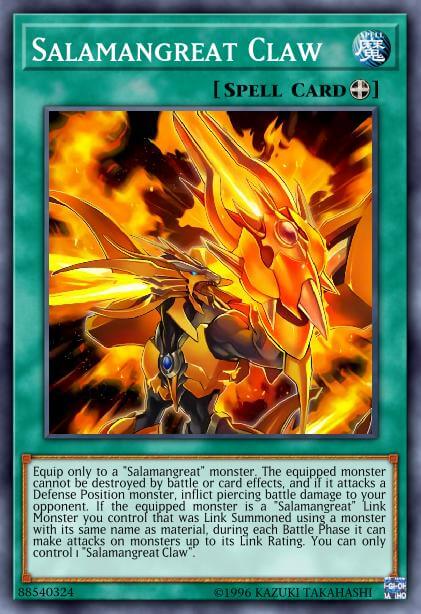 SALAMANGREAT CLAW
SPELL
魔
[SPELL CARD]
Equip only to a "Salamangreat" monster. The equipped monster
cannot be destroyed by battle or card effects, and if it attacks a
Defense Position monster, inflict piercing battle damage to your
opponent. If the equipped monster is a "Salamangreat" Link
Monster you control that was Link Summoned using a monster
with its same name as material, during each Battle Phase it can
make attacks on monsters up to its Link Rating. You can only
control 1 "Salamangreat Claw".
88540324
©1996 KAZUKI TAKAHASHI